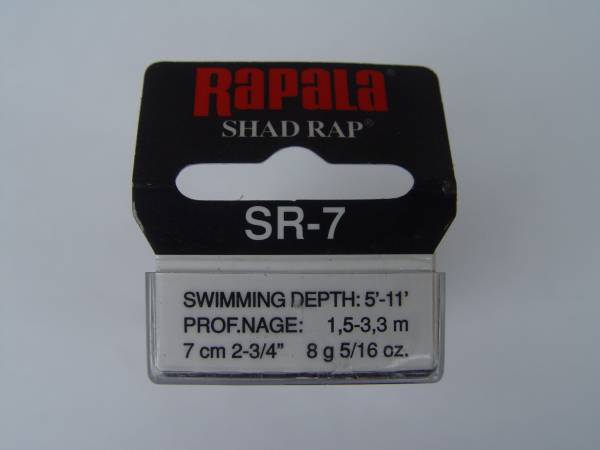 Rapala®
SHAD RAP®
SR-7
SWIMMING DEPTH: 5'-11'
PROF.NAGE: 1,5-3,3 m
7 cm 2-3/4” 8 g 5/16 oz.